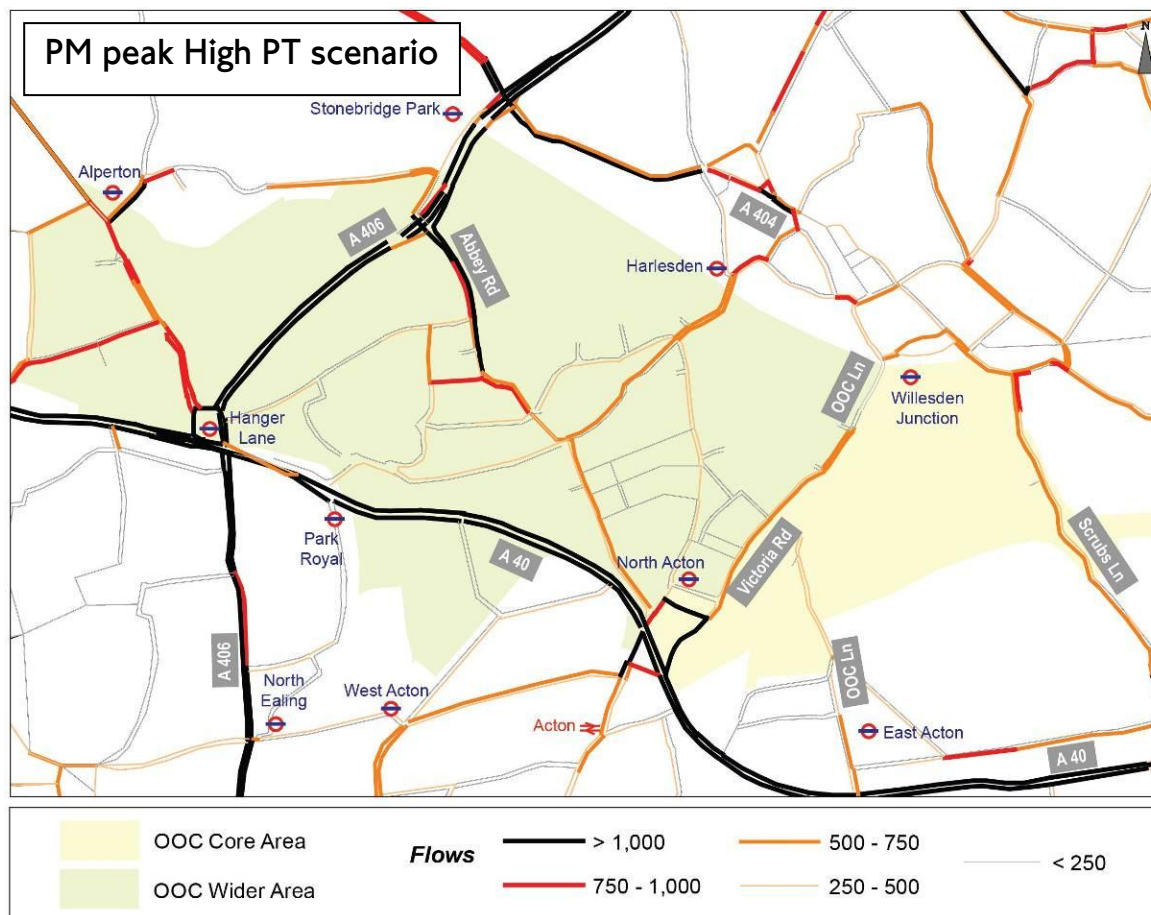 PM peak High PT scenario
N
Stonebridge Park
Alperton
A 406
Abbey Rd
A 404
Harlesden
OOC Ln
Willesden
Junction
Hanger
Lane
Park
Royal
A 40
North Acton
Victoria Rd
Scrubs Ln
A 406
North
Ealing
West Acton
Acton
OOC Ln
East Acton
A 40
OOC Core Area
OOC Wider Area
Flows
> 1,000
750 - 1,000
500 - 750
250 - 500
< 250